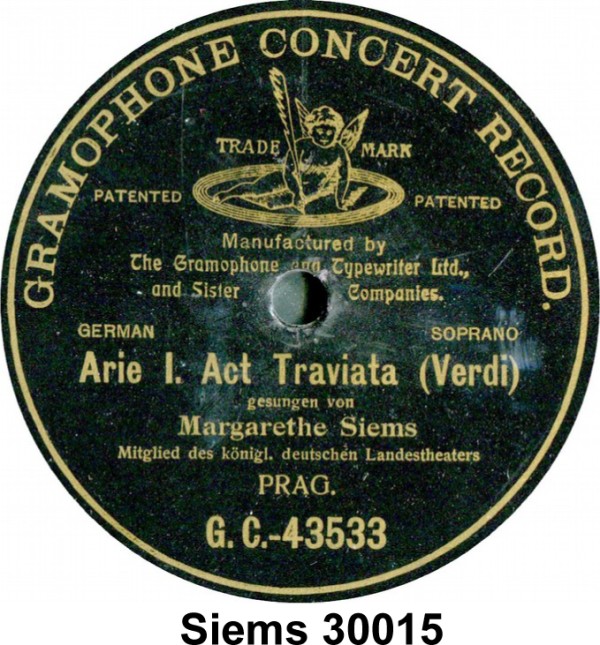 GRAMOPHONE CONCERT RECORD.
TRADE MARK
PATENTED PATENTED
Manufactured by
The Gramophone and Typewriter Ltd.,
and Sister Companies.
GERMAN SOPRANO
Arie I. Act Traviata (Verdi)
gesungen von
Margarethe Siems
Mitglied des königl. deutschen Landestheaters
PRAG.
G. C.-43533
Siems 30015